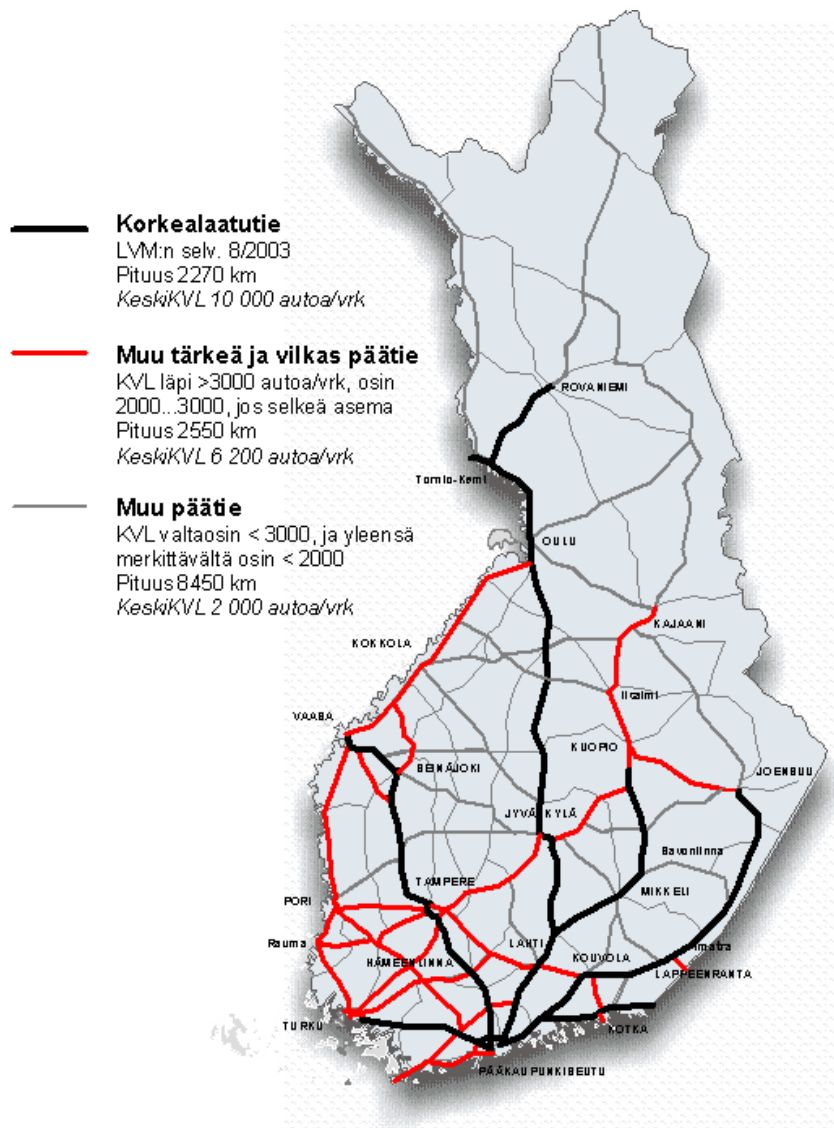 Korkealaatutie
LVM:n selv. 8/2003
Pituus 2270 km
KeskiKVL 10 000 autoa/vrk
Muu tärkeä ja vilkas päätie
KVL läpi >3000 autoa/vrk, osin
2000...3000, jos selkeä asema
Pituus 2550 km
KeskiKVL 6 200 autoa/vrk
Muu päätie
KVL valtaosin < 3000, ja yleensä
merkittävältä osin < 2000
Pituus 8450 km
KeskiKVL 2 000 autoa/vrk
ROVANIEMI
Tornio-Kemi
OULU
KAJAANI
KOKKOLA
Iisalmi
VAASA
KUOPIO
SEINÄJOKI
JOENSUU
JYVÄSKYLÄ
Savonlinna
TAMPERE
MIKKELI
PORI
Rauma
LAHTI
Imatra
KOUVOLA
HÄMEENLINNA
LAPPEENRANTA
TURKU
KOTKA
PÄÄKAUPUNKISEUTU